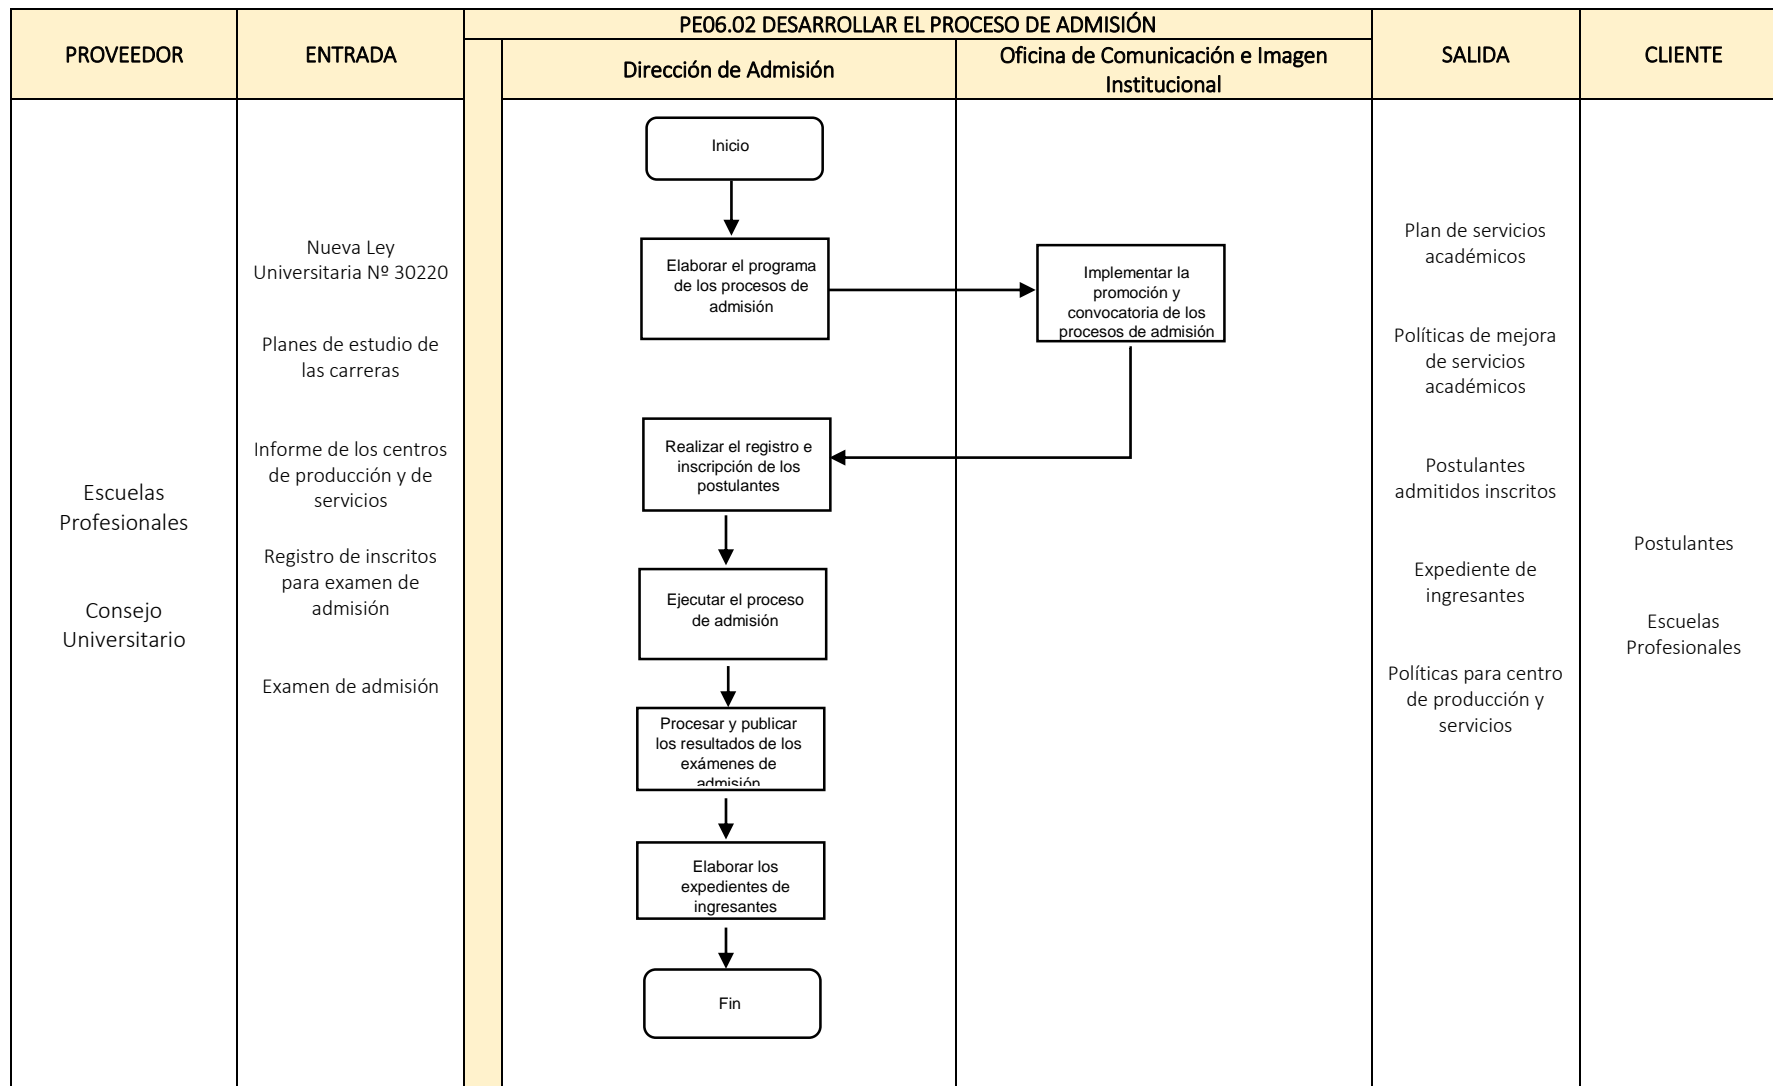 PE06.02 DESARROLLAR EL PROCESO DE ADMISIÓN
PROVEEDOR
ENTRADA
Dirección de Admisión
Oficina de Comunicación e Imagen
Institucional
SALIDA
CLIENTE
Escuelas
Profesionales
Consejo
Universitario
Nueva Ley
Universitaria Nº 30220
Planes de estudio de
las carreras
Informe de los centros
de producción y de
servicios
Registro de inscritos
para examen de
admisión
Examen de admisión
Inicio
Elaborar el programa
de los procesos de
admisión
Implementar la
promoción y
convocatoria de los
procesos de admisión
Realizar el registro e
inscripción de los
postulantes
Ejecutar el proceso
de admisión
Procesar y publicar
los resultados de los
exámenes de
admisión
Elaborar los
expedientes de
ingresantes
Fin
Plan de servicios
académicos
Políticas de mejora
de servicios
académicos
Postulantes
admitidos inscritos
Expediente de
ingresantes
Políticas para centro
de producción y
servicios
Postulantes
Escuelas
Profesionales